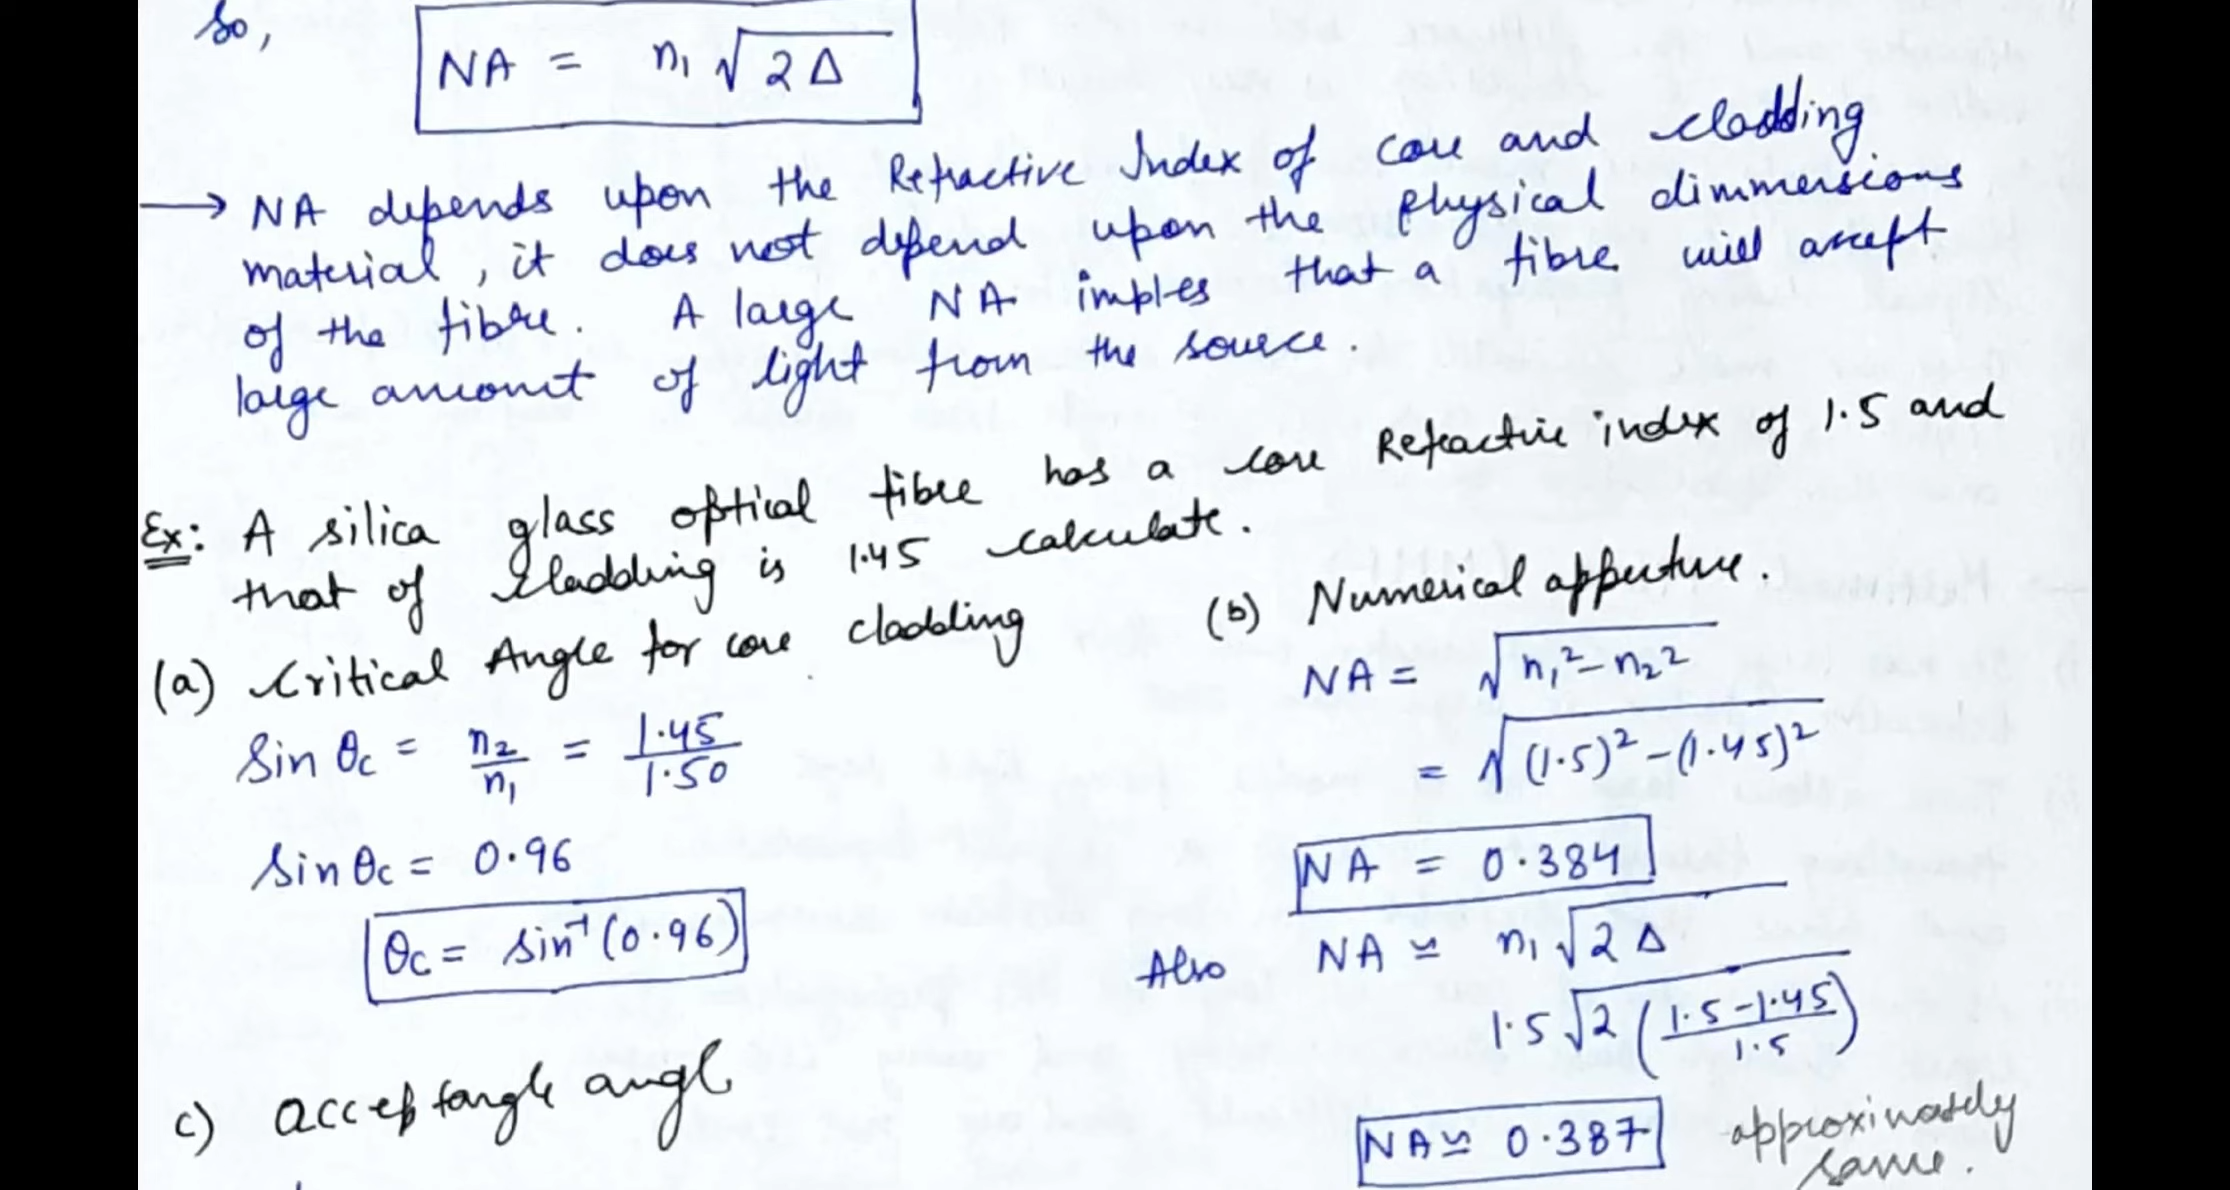 So,
NA = n₁ √2Δ
→ NA depends upon the Refractive Index of core and cladding
material, it does not depend upon the physical dimmersions
of the fibre. A large NA imples that a fibre will accept
large amount of light from the source.
Ex: A silica glass optical fibre has a core Refractive index of 1.5 and
that of cladding is 1.45 calculate.
(a) Critical Angle for core cladding
Sin θc = n₂/n₁ = 1.45/1.50
Sin θc = 0.96
θc = sin⁻¹(0.96)
(b) Numerical apperture.
NA = √n₁²-n₂²
= √(1.5)²-(1.45)²
NA = 0.384
Also NA ≃ n₁√2Δ
1.5√2(1.5-1.45/1.5)
NA ≃ 0.387 approximately
same.
c) acceptangle angl